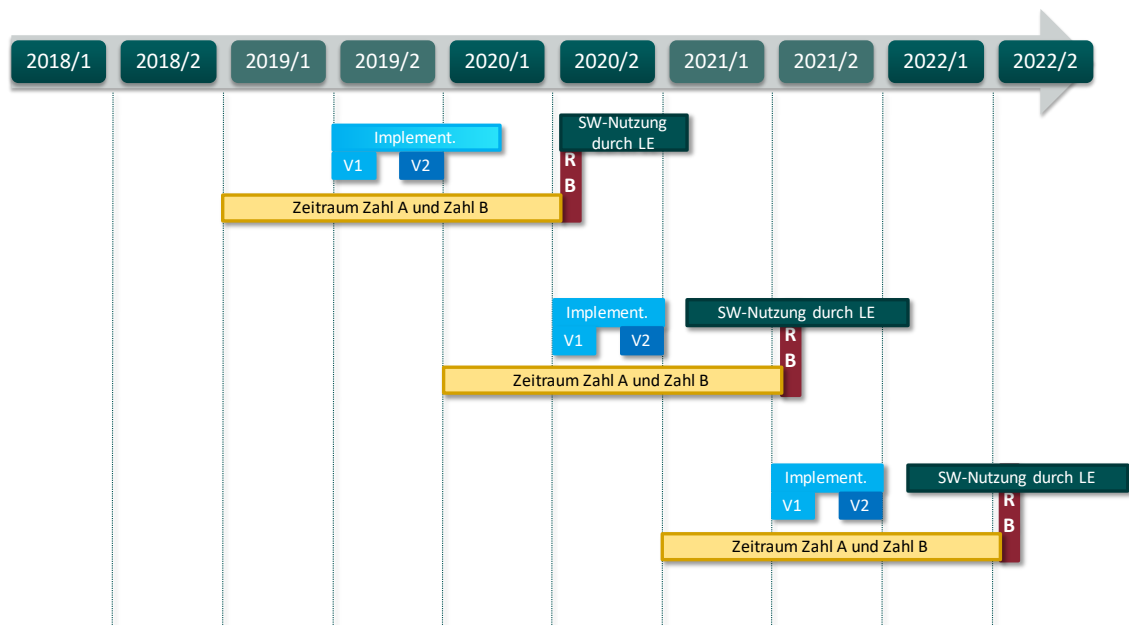 2018/1 2018/2 2019/1 2019/2 2020/1 2020/2 2021/1 2021/2 2022/1 2022/2
Implement.
SW-Nutzung
durch LE
V1 V2
R
B
Zeitraum Zahl A und Zahl B
Implement.
SW-Nutzung durch LE
V1 V2
R
B
Zeitraum Zahl A und Zahl B
Implement.
SW-Nutzung durch LE
V1 V2
R
B
Zeitraum Zahl A und Zahl B